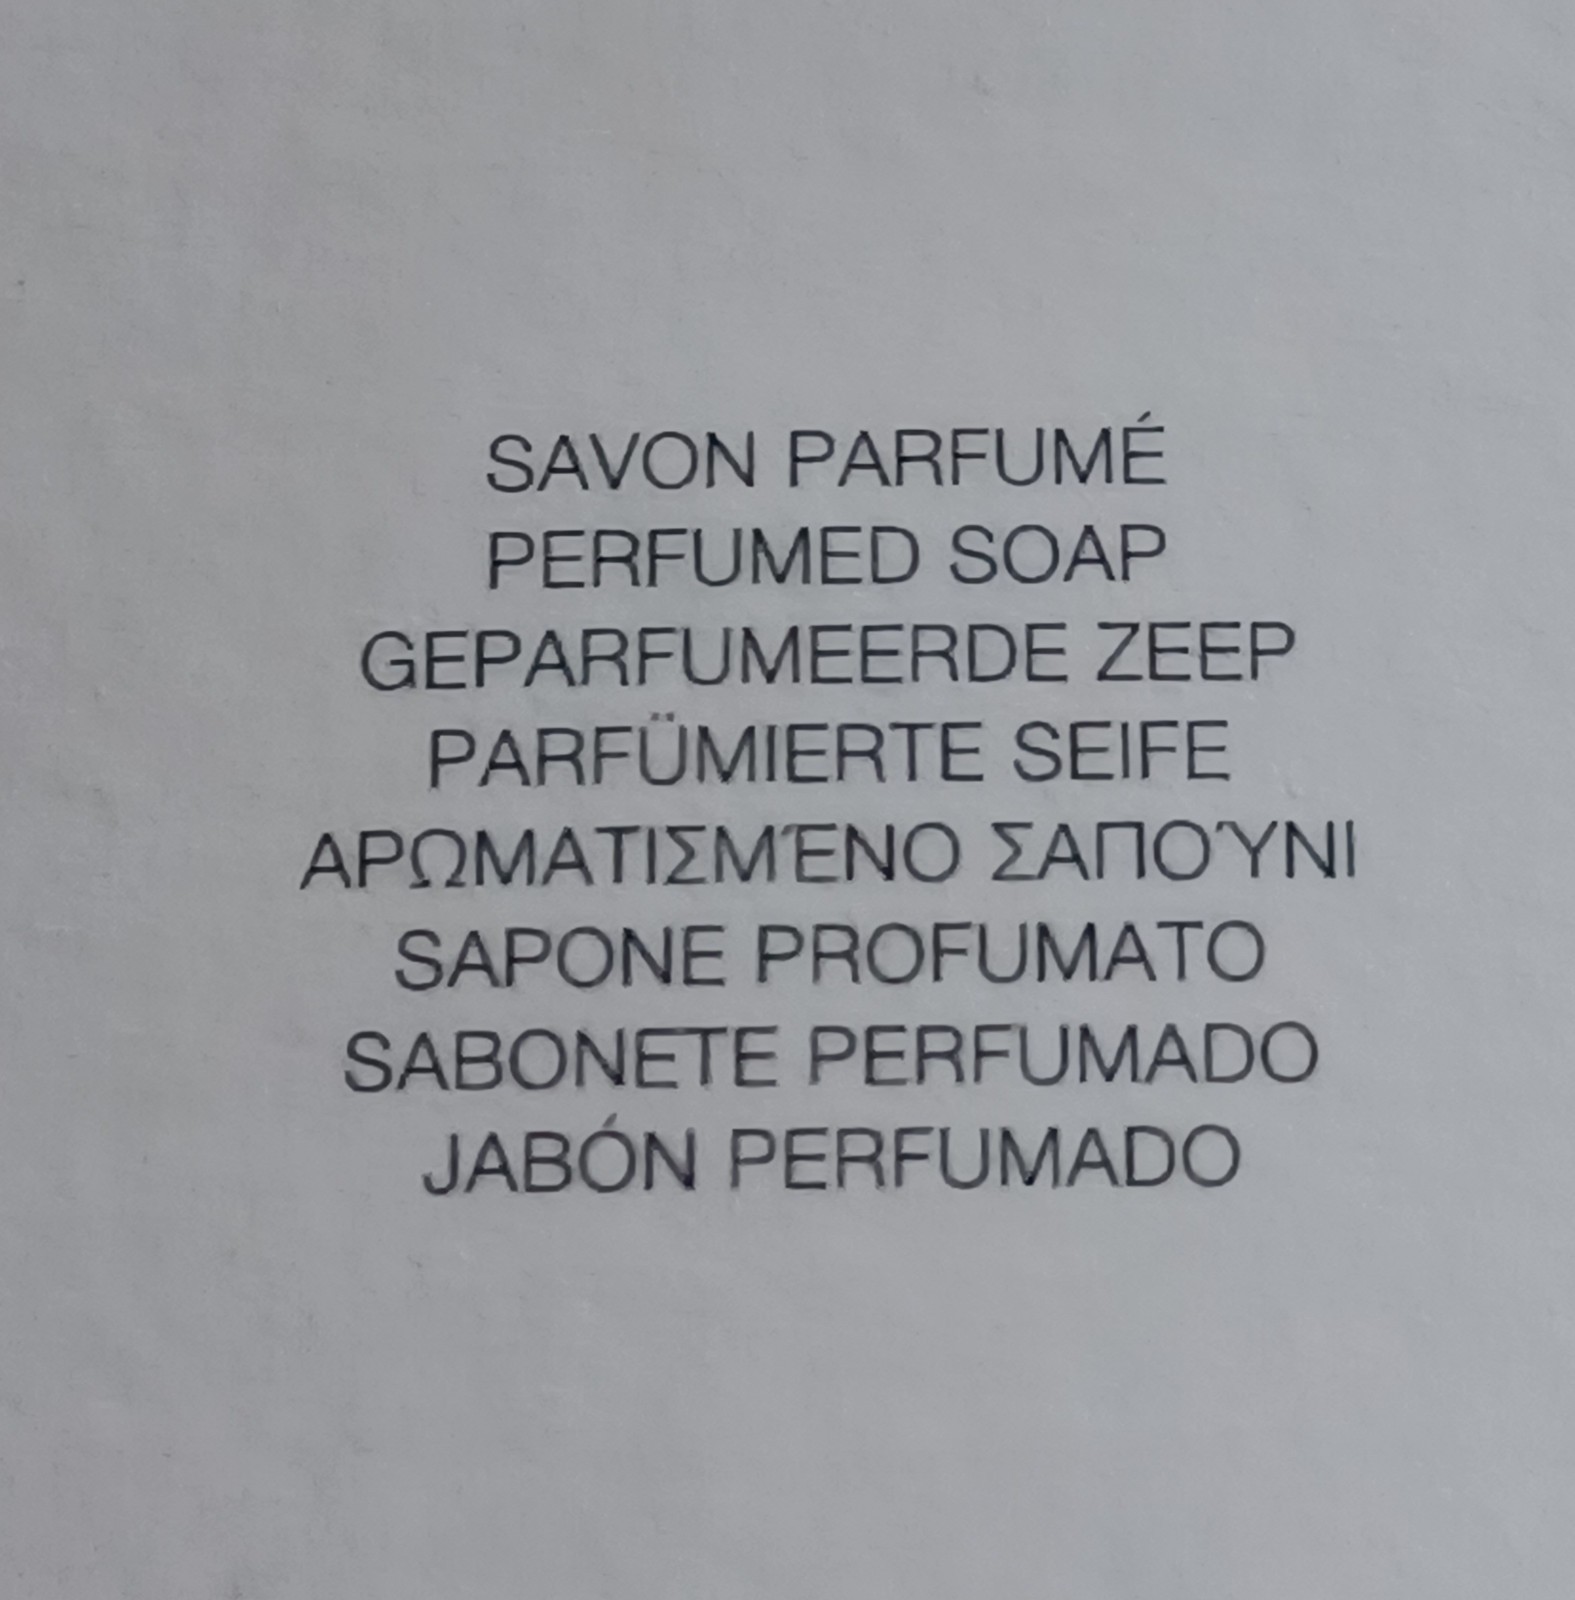 SAVON PARFUMÉ
PERFUMED SOAP
GEPARFUMEERDE ZEEP
PARFÜMIERTE SEIFE
ΑΡΩΜΑΤΙΣΜΈΝΟ ΣΑΠΟΎΝΙ
SAPONE PROFUMATO
SABONETE PERFUMADO
JABÓN PERFUMADO